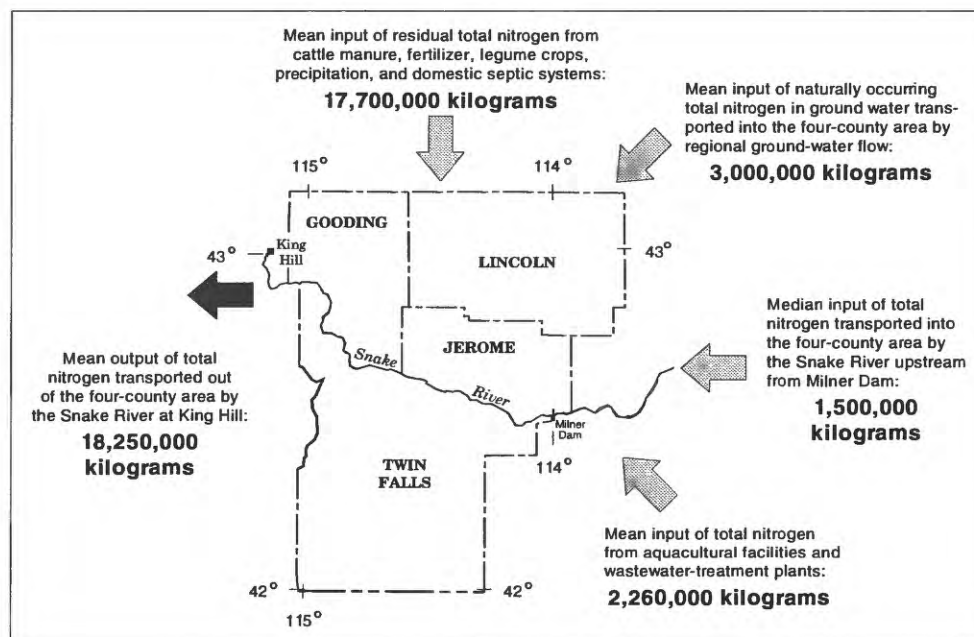 Mean input of residual total nitrogen from
cattle manure, fertilizer, legume crops,
precipitation, and domestic septic systems:
17,700,000 kilograms
Mean input of naturally occurring
total nitrogen in ground water trans-
ported into the four-county area by
regional ground-water flow:
3,000,000 kilograms
115°
114°
GOODING
King
Hill
43°
LINCOLN
43°
JEROME
Snake
River
Milner
Dam
114°
Median input of total
nitrogen transported into
the four-county area by
the Snake River upstream
from Milner Dam:
1,500,000
kilograms
Mean output of total
nitrogen transported out
of the four-county area by
the Snake River at King Hill:
18,250,000
kilograms
TWIN
FALLS
Mean input of total nitrogen
from aquacultural facilities and
wastewater-treatment plants:
2,260,000 kilograms
42°
42°
115°